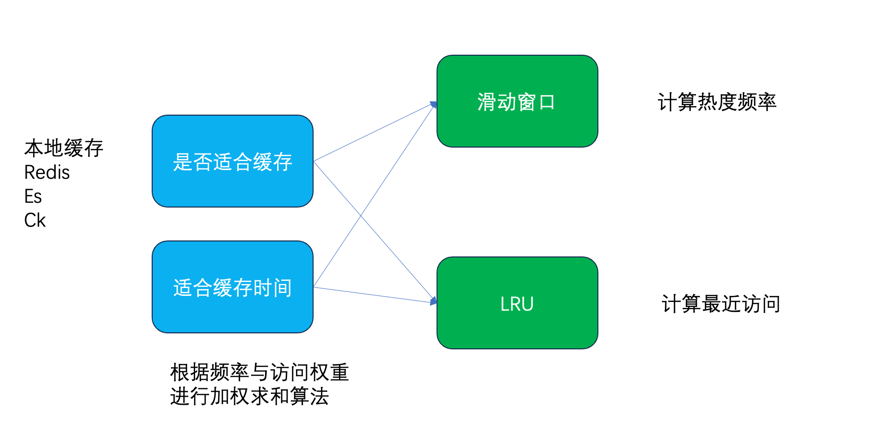 本地缓存
Redis
Es
Ck
是否适合缓存
适合缓存时间
根据频率与访问权重
进行加权求和算法
滑动窗口
计算热度频率
LRU
计算最近访问